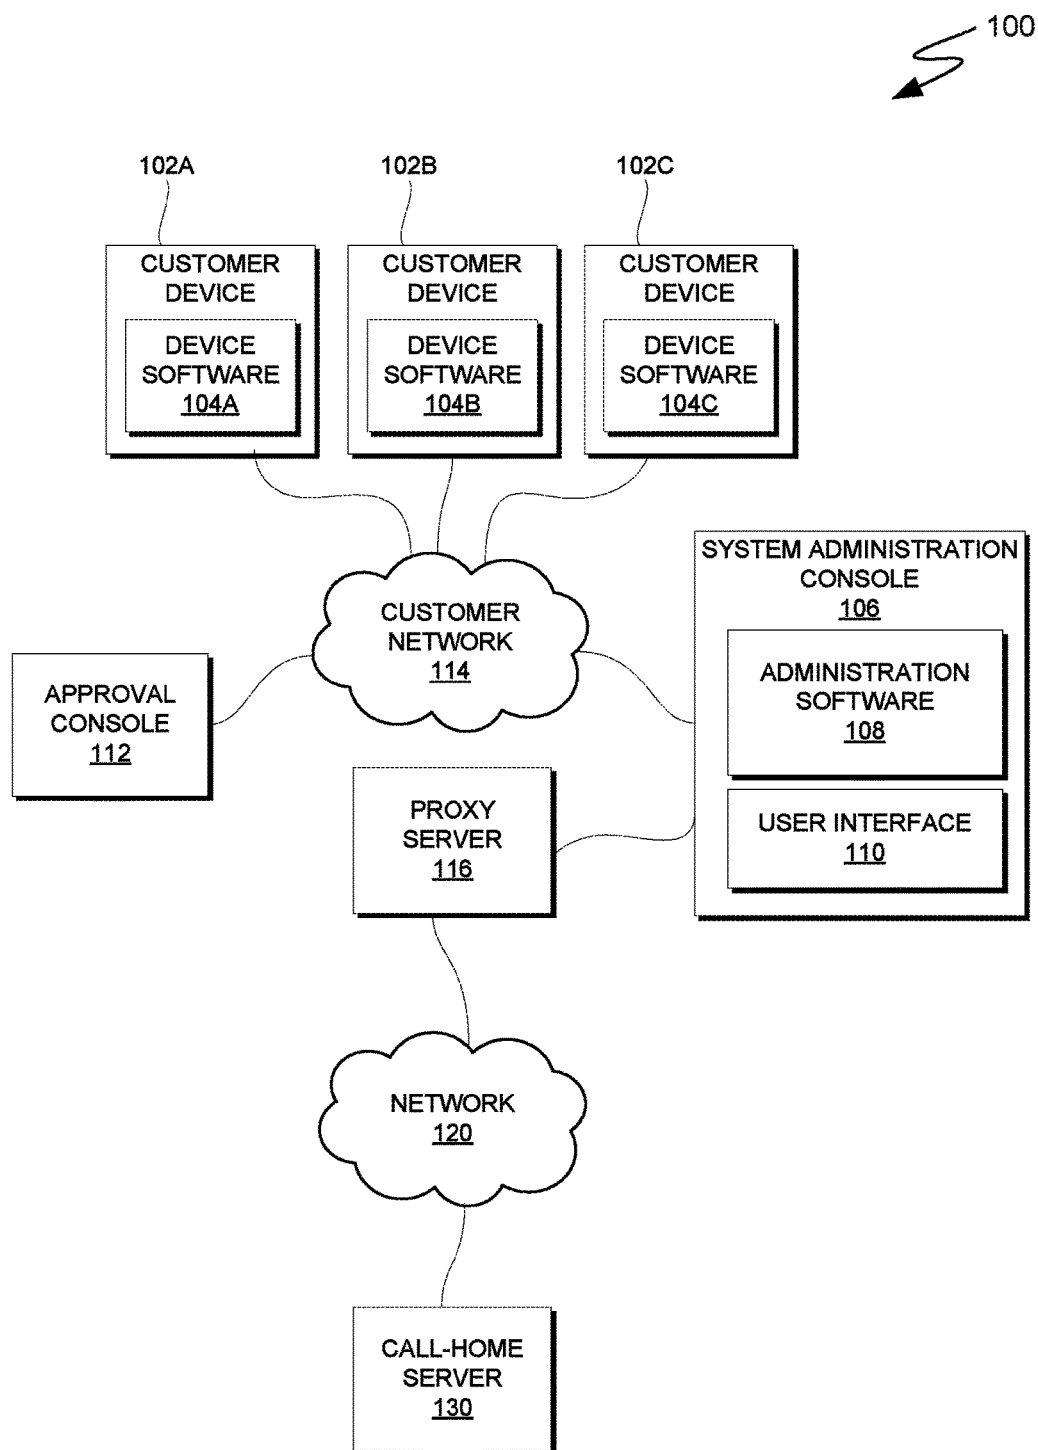 100
102A
102B
102C
CUSTOMER
DEVICE
DEVICE
SOFTWARE
104A
CUSTOMER
DEVICE
DEVICE
SOFTWARE
104B
CUSTOMER
DEVICE
DEVICE
SOFTWARE
104C
CUSTOMER
NETWORK
114
SYSTEM ADMINISTRATION
CONSOLE
106
ADMINISTRATION
SOFTWARE
108
USER INTERFACE
110
APPROVAL
CONSOLE
112
PROXY
SERVER
116
NETWORK
120
CALL-HOME
SERVER
130